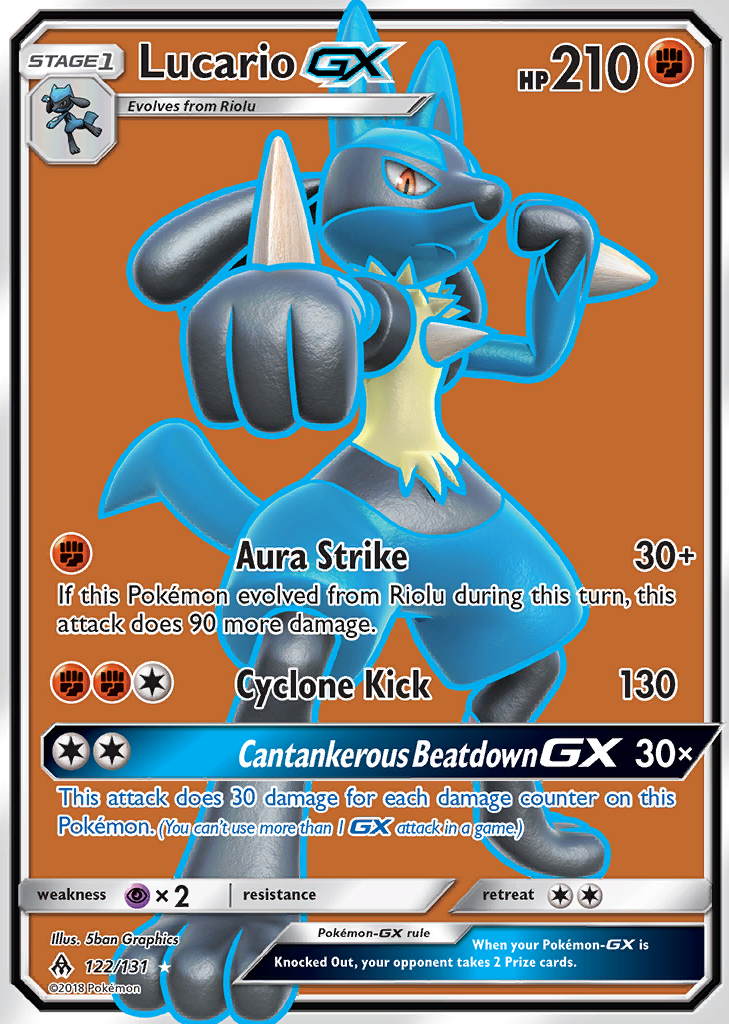 STAGE1 Lucario GX HP210
Evolves from Riolu
Aura Strike 30+
If this Pokémon evolved from Riolu during this turn, this
attack does 90 more damage.
Cyclone Kick 130
Cantankerous Beatdown GX 30×
This attack does 30 damage for each damage counter on this
Pokémon. (You can't use more than 1 GX attack in a game.)
weakness ×2 resistance retreat
Illus. 5ban Graphics
Pokémon-GX rule
When your Pokémon-GX is
Knocked Out, your opponent takes 2 Prize cards.
122/131
©2018 Pokémon